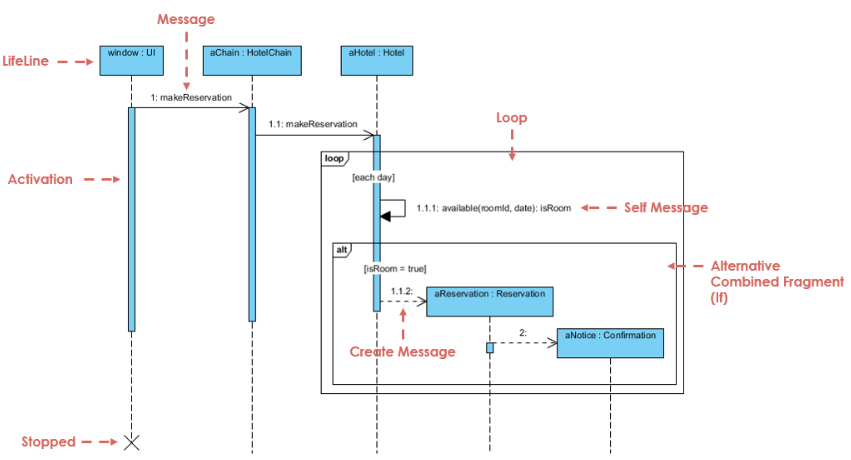 Message
LifeLine
window : UI
aChain : HotelChain
aHotel : Hotel
1: makeReservation
1.1: makeReservation
Loop
loop
Activation
[each day]
1.1.1: available(roomId, date): isRoom
Self Message
alt
[isRoom = true]
Alternative
Combined Fragment
(If)
1.1.2:
aReservation : Reservation
2:
aNotice : Confirmation
Create Message
Stopped